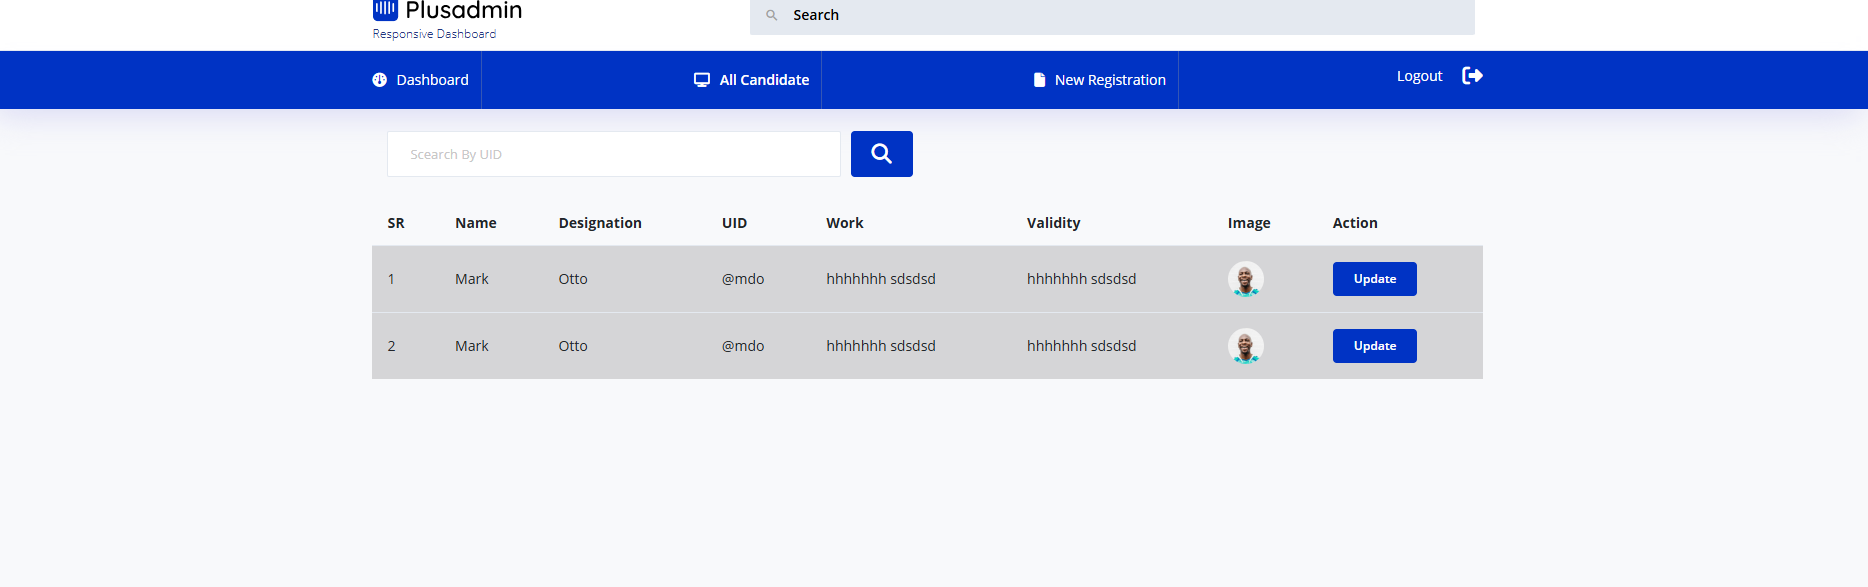 Plusadmin
Responsive Dashboard
Search
Dashboard All Candidate New Registration Logout
Scearch By UID
SR Name Designation UID Work Validity Image Action
1 Mark Otto @mdo hhhhhhh sdsdsd hhhhhhh sdsdsd Update
2 Mark Otto @mdo hhhhhhh sdsdsd hhhhhhh sdsdsd Update